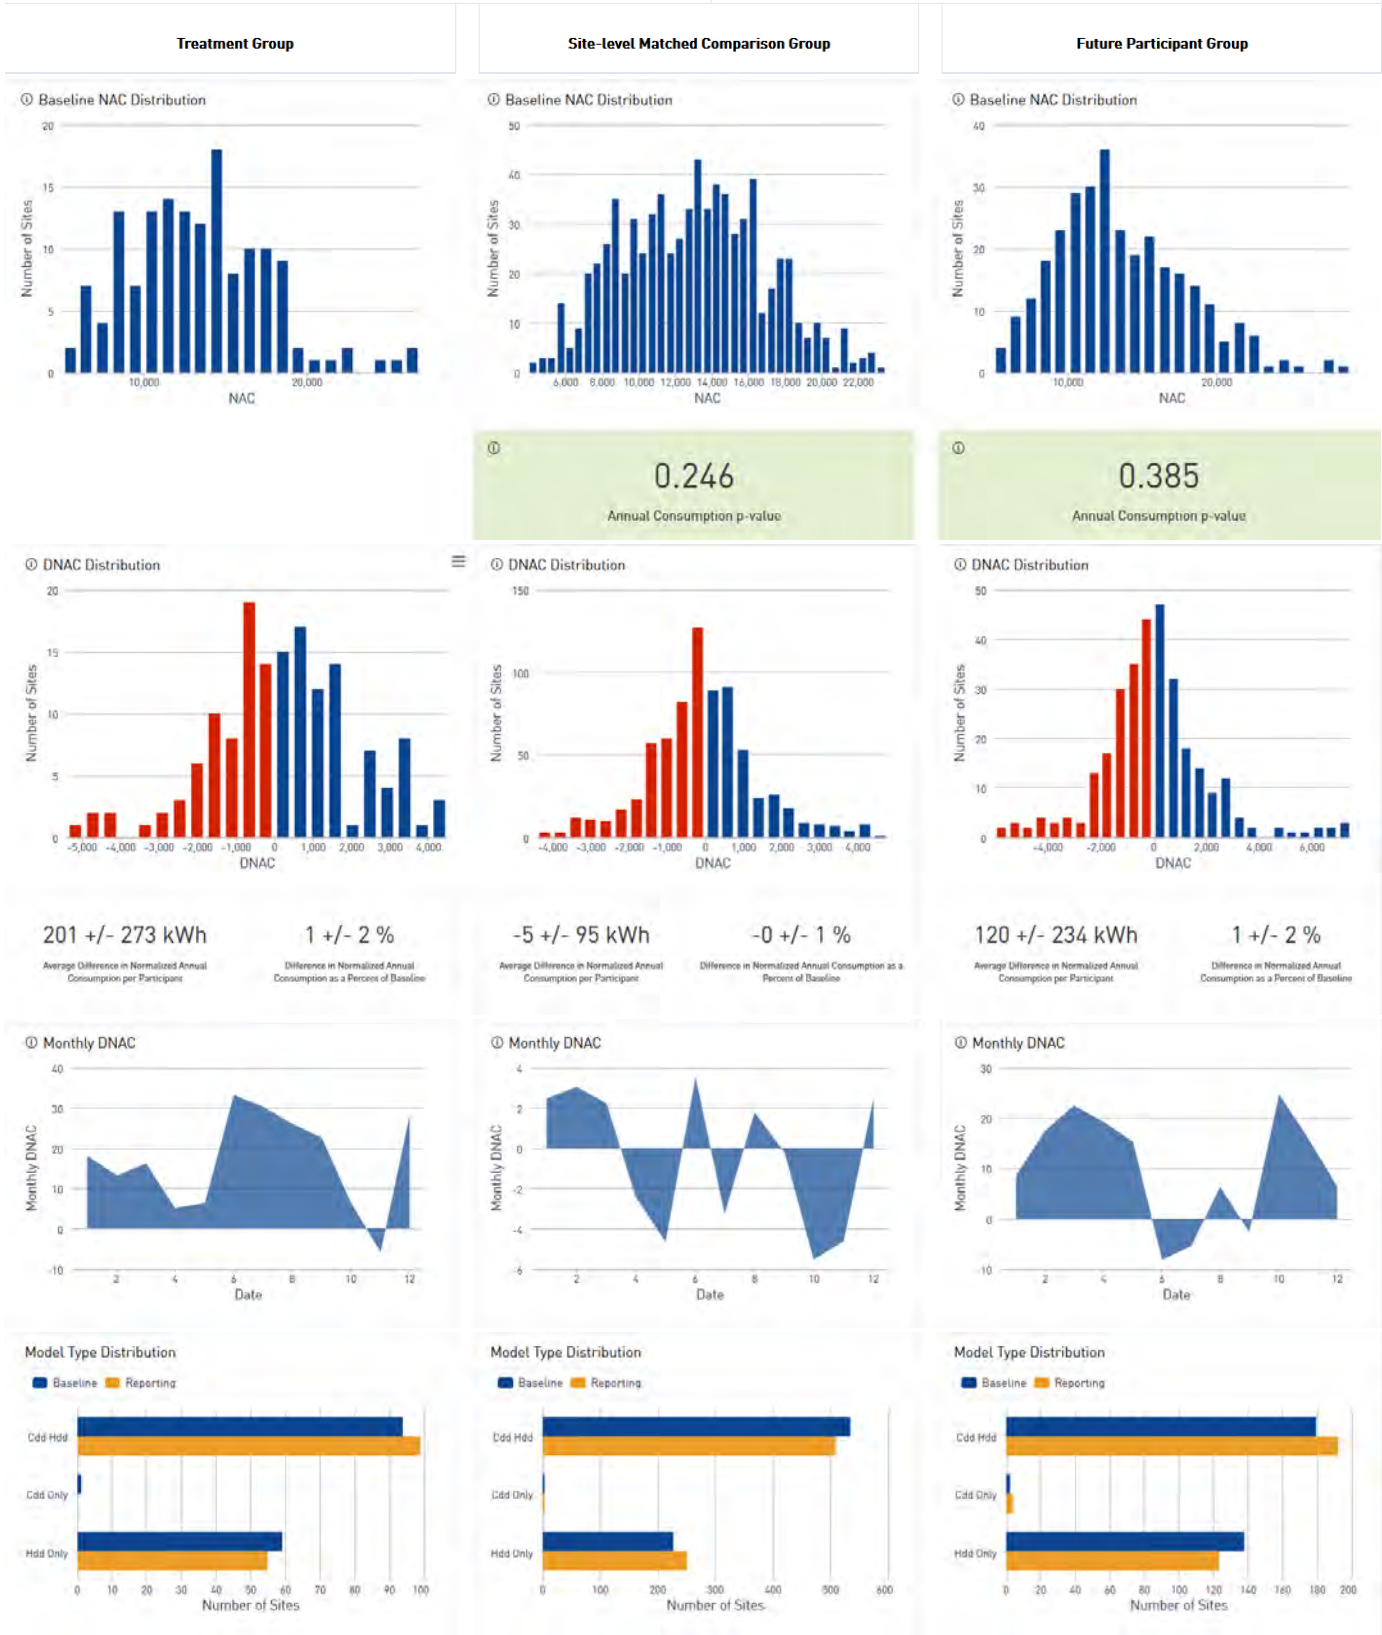 Treatment Group
Site-level Matched Comparison Group
Future Participant Group
Baseline NAC Distribution
20
15
10
5
0
Number of Sites
10,000
20,000
NAC
Baseline NAC Distribution
50
40
30
20
10
0
Number of Sites
6,000 8,000 10,000 12,000 14,000 16,000 18,000 20,000 22,000
NAC
Baseline NAC Distribution
40
30
20
10
0
Number of Sites
10,000
20,000
NAC
0.246
Annual Consumption p-value
0.385
Annual Consumption p-value
DNAC Distribution
20
15
10
5
0
Number of Sites
-5,000 -4,000 -3,000 -2,000 -1,000 0 1,000 2,000 3,000 4,000
DNAC
DNAC Distribution
150
100
50
0
Number of Sites
-4,000 -3,000 -2,000 -1,000 0 1,000 2,000 3,000 4,000
DNAC
DNAC Distribution
50
40
30
20
10
0
Number of Sites
-4,000 -2,000 0 2,000 4,000 6,000
DNAC
201 +/- 273 kWh
Average Difference in Normalized Annual
Consumption per Participant
1 +/- 2 %
Difference in Normalized Annual
Consumption as a Percent of Baseline
-5 +/- 95 kWh
Average Difference in Normalized Annual
Consumption per Participant
-0 +/- 1 %
Difference in Normalized Annual Consumption as a
Percent of Baseline
120 +/- 234 kWh
Average Difference in Normalized Annual
Consumption per Participant
1 +/- 2 %
Difference in Normalized Annual
Consumption as a Percent of Baseline
Monthly DNAC
40
30
20
10
0
-10
Monthly DNAC
2 4 6 8 10 12
Date
Monthly DNAC
4
2
0
-2
-4
-6
Monthly DNAC
2 4 6 8 10 12
Date
Monthly DNAC
30
20
10
0
-10
Monthly DNAC
2 4 6 8 10 12
Date
Model Type Distribution
Baseline Reporting
Cdd Hdd
Cdd Only
Hdd Only
0 10 20 30 40 50 60 70 80 90 100
Number of Sites
Model Type Distribution
Baseline Reporting
Cdd Hdd
Cdd Only
Hdd Only
0 100 200 300 400 500 600
Number of Sites
Model Type Distribution
Baseline Reporting
Cdd Hdd
Cdd Only
Hdd Only
0 20 40 60 80 100 120 140 160 180 200
Number of Sites